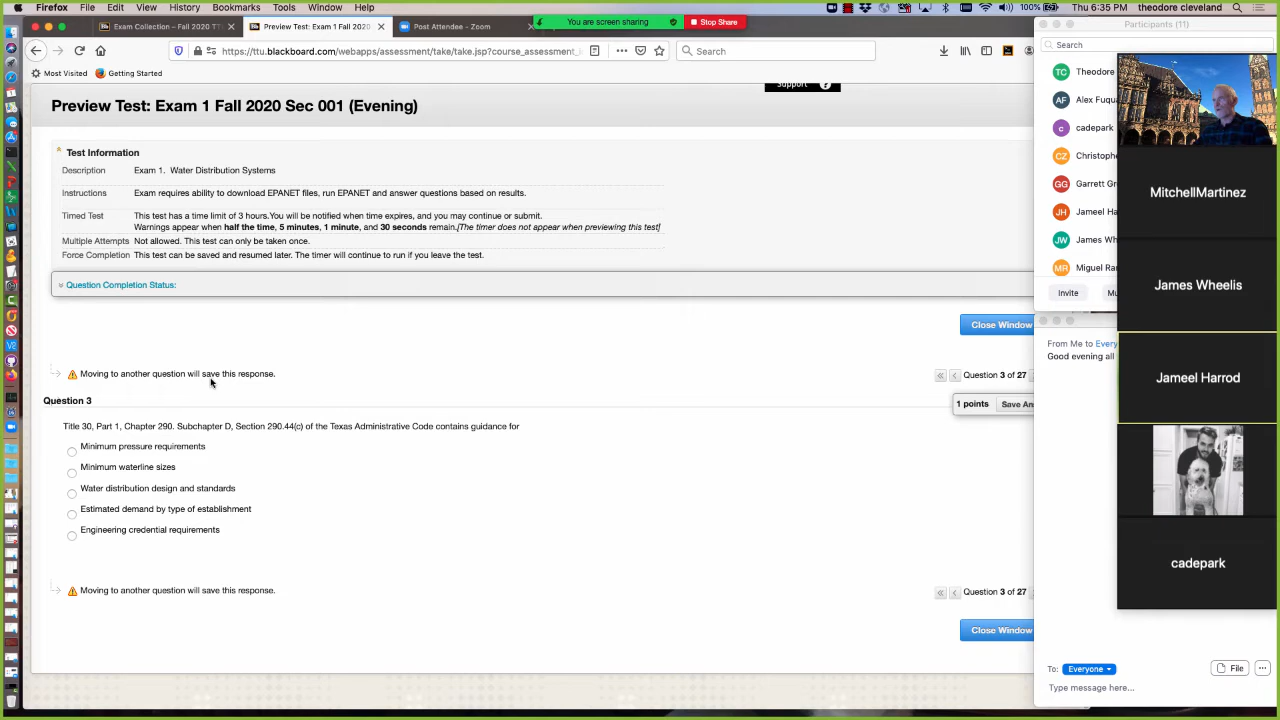 Firefox File Edit View History Bookmarks Tools Window Help
100% Thu 6:35 PM theodore cleveland
Exam Collection – Fall 2020 TT
Preview Test: Exam 1 Fall 2020
Post Attendee - Zoom
You are screen sharing
Stop Share
https://ttu.blackboard.com/webapps/assessment/take/take.jsp?course_assessment_i
Search
Most Visited
Getting Started
Support
Preview Test: Exam 1 Fall 2020 Sec 001 (Evening)
Test Information
Description Exam 1. Water Distribution Systems
Instructions Exam requires ability to download EPANET files, run EPANET and answer questions based on results.
Timed Test This test has a time limit of 3 hours.You will be notified when time expires, and you may continue or submit.
Warnings appear when half the time, 5 minutes, 1 minute, and 30 seconds remain.[The timer does not appear when previewing this test]
Multiple Attempts Not allowed. This test can only be taken once.
Force Completion This test can be saved and resumed later. The timer will continue to run if you leave the test.
Question Completion Status:
Close Window
Moving to another question will save this response.
Question 3 of 27
Question 3
1 points
Save An
Title 30, Part 1, Chapter 290. Subchapter D, Section 290.44(c) of the Texas Administrative Code contains guidance for
Minimum pressure requirements
Minimum waterline sizes
Water distribution design and standards
Estimated demand by type of establishment
Engineering credential requirements
Moving to another question will save this response.
Question 3 of 27
Close Window
Participants (11)
Search
TC Theodore
AF Alex Fuqua
c cadepark
CZ Christophe
GG Garrett Gr
JH Jameel Ha
JW James Wh
MR Miguel Ra
Invite
Mu
From Me to Every
Good evening all
MitchellMartinez
James Wheelis
Jameel Harrod
cadepark
To: Everyone
File
Type message here...